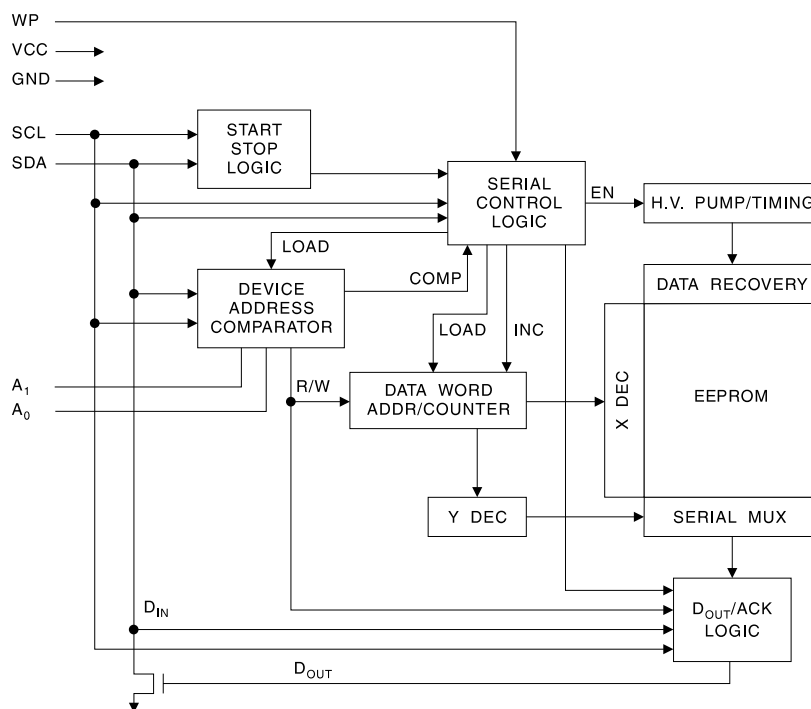 WP
VCC
GND
SCL
SDA
START
STOP
LOGIC
SERIAL
CONTROL
LOGIC
EN
H.V. PUMP/TIMING
LOAD
COMP
DEVICE
ADDRESS
COMPARATOR
DATA RECOVERY
LOAD
INC
A1
A0
R/W
DATA WORD
ADDR/COUNTER
X DEC
EEPROM
Y DEC
SERIAL MUX
DIN
DOUT/ACK
LOGIC
DOUT